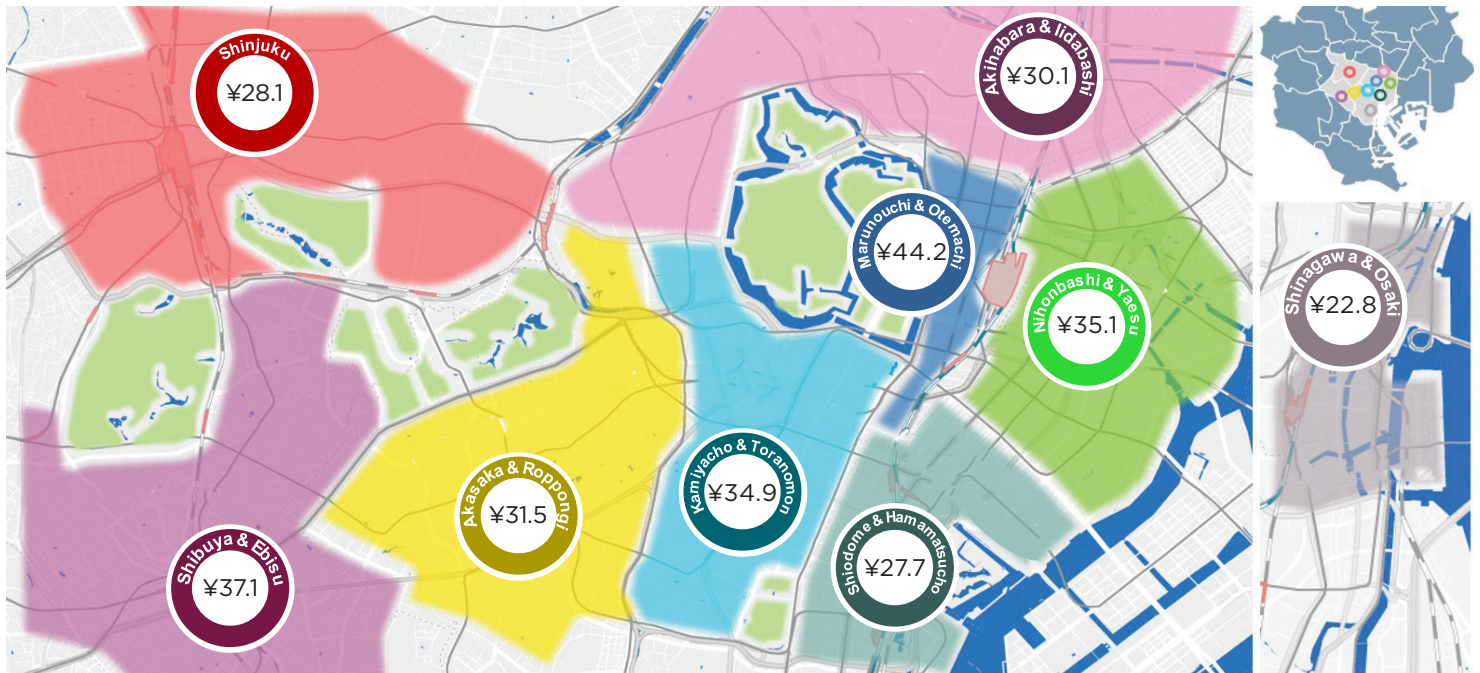 Shinjuku
¥28.1
Akihabara & Iidabashi
¥30.1
Marunouchi & Otemachi
¥44.2
Nihonbashi & Yaesu
¥35.1
Shinagawa & Osaki
¥22.8
Akasaka & Roppongi
¥31.5
Kamiyacho & Toranomon
¥34.9
Shibuya & Ebisu
¥37.1
Shiodome & Hamamatsucho
¥27.7